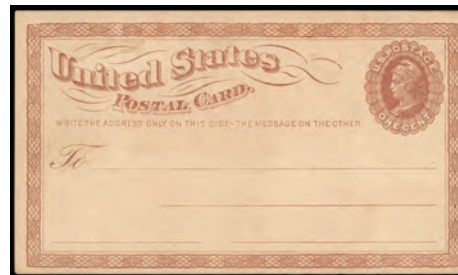 United States
POSTAL CARD.
WRITE THE ADDRESS ONLY ON THIS SIDE-THE MESSAGE ON THE OTHER
To
U.S. POSTAGE
ONE CENT